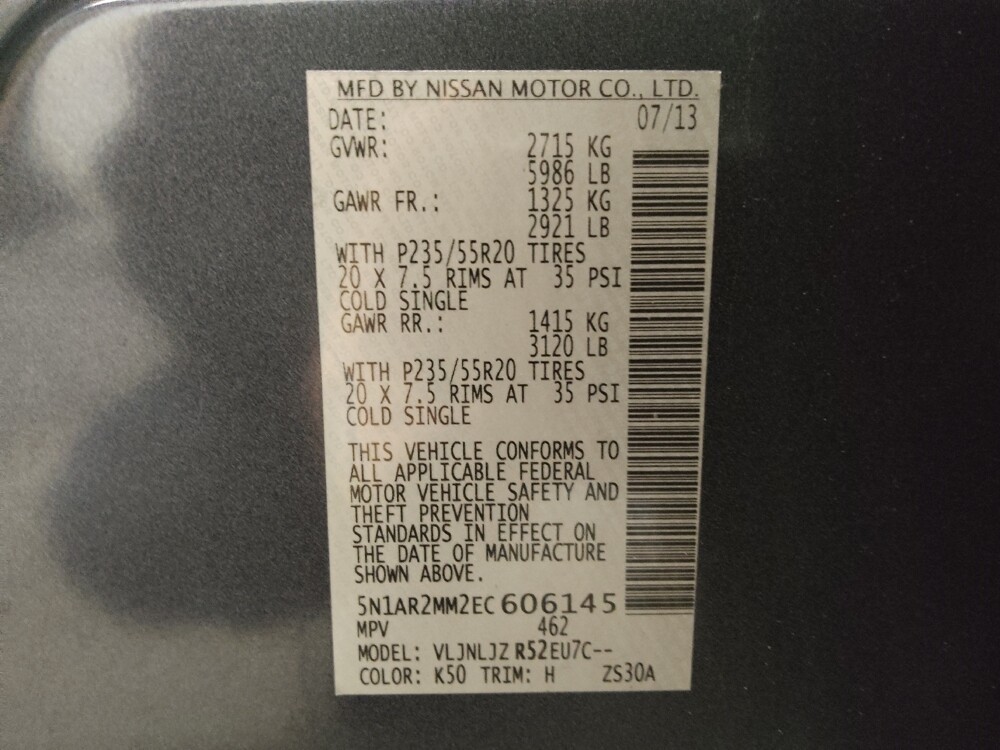 MFD BY NISSAN MOTOR CO., LTD.
DATE: 07/13
GVWR: 2715 KG
5986 LB
GAWR FR.: 1325 KG
2921 LB
WITH P235/55R20 TIRES
20 X 7.5 RIMS AT 35 PSI
COLD SINGLE
GAWR RR.: 1415 KG
3120 LB
WITH P235/55R20 TIRES
20 X 7.5 RIMS AT 35 PSI
COLD SINGLE
THIS VEHICLE CONFORMS TO
ALL APPLICABLE FEDERAL
MOTOR VEHICLE SAFETY AND
THEFT PREVENTION
STANDARDS IN EFFECT ON
THE DATE OF MANUFACTURE
SHOWN ABOVE.
5N1AR2MM2EC606145
MPV 462
MODEL: VLJNLJZ R52EU7C--
COLOR: K50 TRIM: H ZS30A